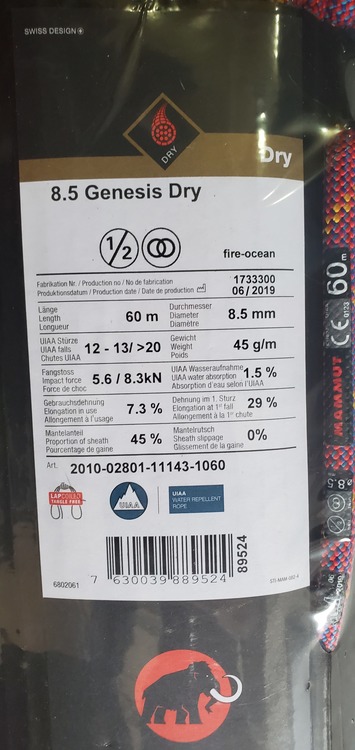 SWISS DESIGN
DRY
Dry
8.5 Genesis Dry
1/2
fire-ocean
Fabrikation Nr. / Production no / No de fabrication 1733300
Produktionsdatum / Production date / Date de production 06 / 2019
Länge
Length 60 m
Longueur
Durchmesser
Diameter 8.5 mm
Diamètre
UIAA Stürze
UIAA falls 12 - 13/ >20
Chutes UIAA
Gewicht
Weight 45 g/m
Poids
Fangstoss
Impact force 5.6 / 8.3kN
Force de choc
UIAA Wasseraufnahme
UIAA water absorption 1.5 %
Absorption d'eau selon l'UIAA
Gebrauchsdehnung
Elongation in use 7.3 %
Allongement à l'usage
Dehnung im 1. Sturz
Elongation at 1st fall 29 %
Allongement à la 1e chute
Mantelanteil
Proportion of sheath 45 %
Pourcentage de gaine
Mantelrutsch
Sheath slippage 0%
Glissement de la gaine
Art. 2010-02801-11143-1060
LAPCOILED
TANGLE FREE
UIAA
UIAA
WATER REPELLENT
ROPE
89524
7 630039 889524
6802061
MAMMUT CE 0123 60 m